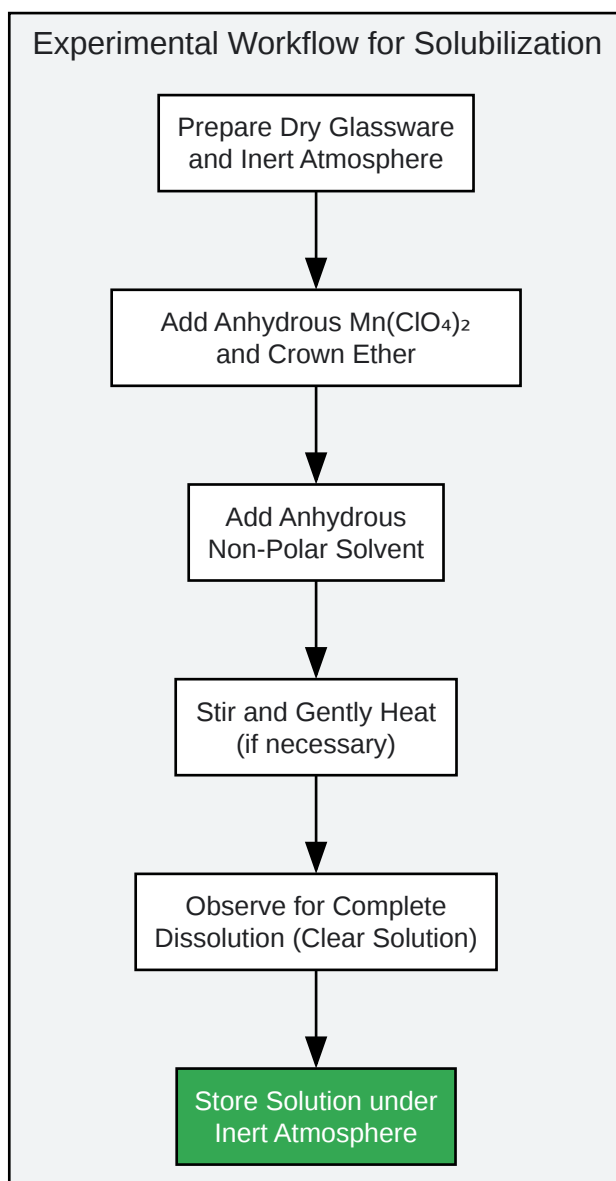 Experimental Workflow for Solubilization
Prepare Dry Glassware
and Inert Atmosphere
Add Anhydrous Mn(ClO₄)₂
and Crown Ether
Add Anhydrous
Non-Polar Solvent
Stir and Gently Heat
(if necessary)
Observe for Complete
Dissolution (Clear Solution)
Store Solution under
Inert Atmosphere